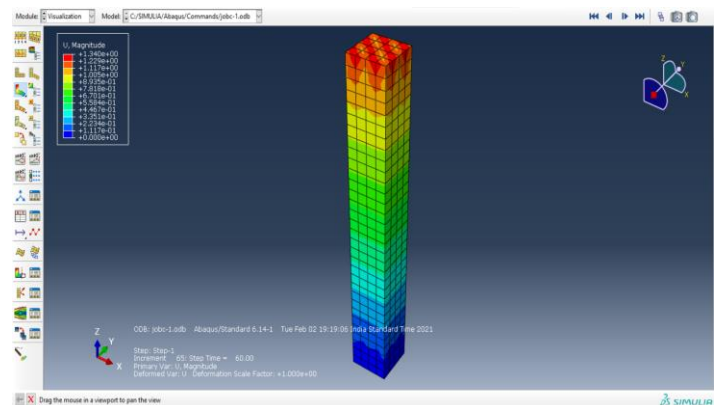 Module: Visualization Model: C:/SIMULIA/Abaqus/Commands/jobc-1.odb
U, Magnitude
+1.340e+00
+1.229e+00
+1.117e+00
+1.005e+00
+8.935e-01
+7.818e-01
+6.701e-01
+5.584e-01
+4.467e-01
+3.351e-01
+2.234e-01
+1.117e-01
+0.000e+00
Z
Y
X
ODB: jobc-1.odb Abaqus/Standard 6.14-1 Tue Feb 02 19:19:06 India Standard Time 2021
Z
Y
X
Step: Step-1
Increment 65: Step Time = 60.00
Primary Var: U, Magnitude
Deformed Var: U Deformation Scale Factor: +1.000e+00
Drag the mouse in a viewport to pan the view
SIMULIA